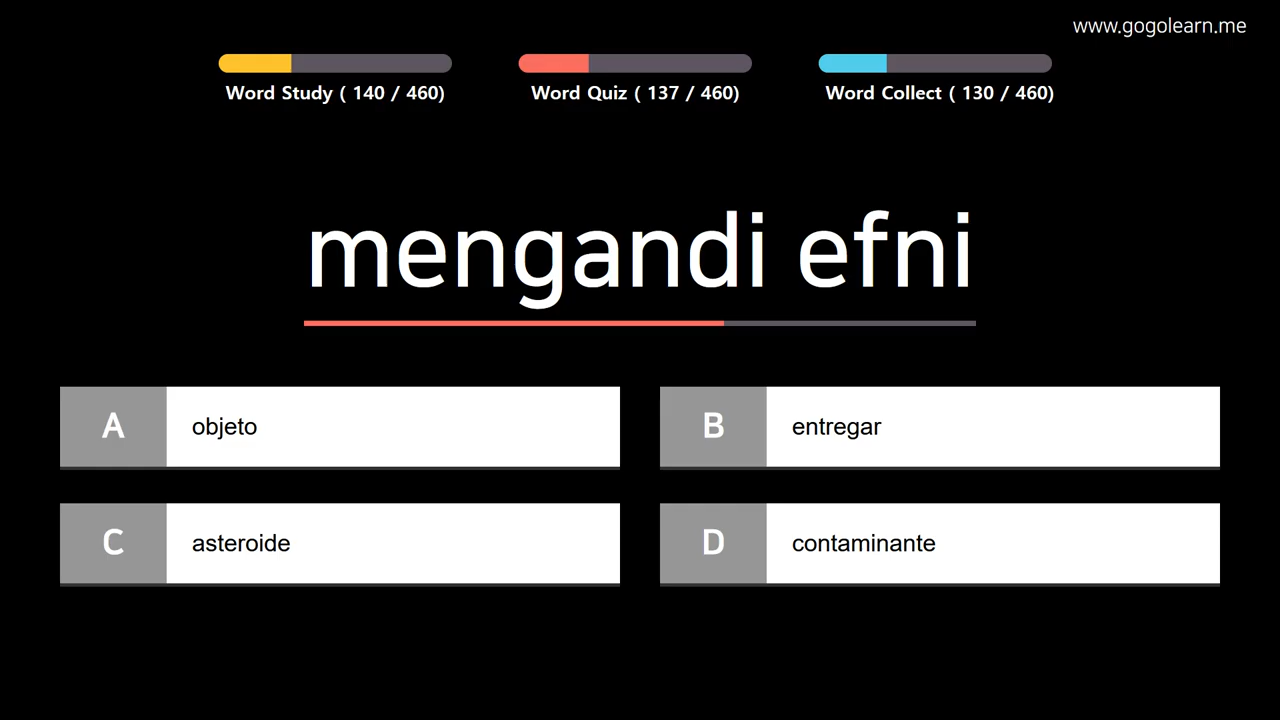 www.gogolearn.me
Word Study ( 140 / 460)
Word Quiz ( 137 / 460)
Word Collect ( 130 / 460)
mengandi efni
A objeto
B entregar
C asteroide
D contaminante